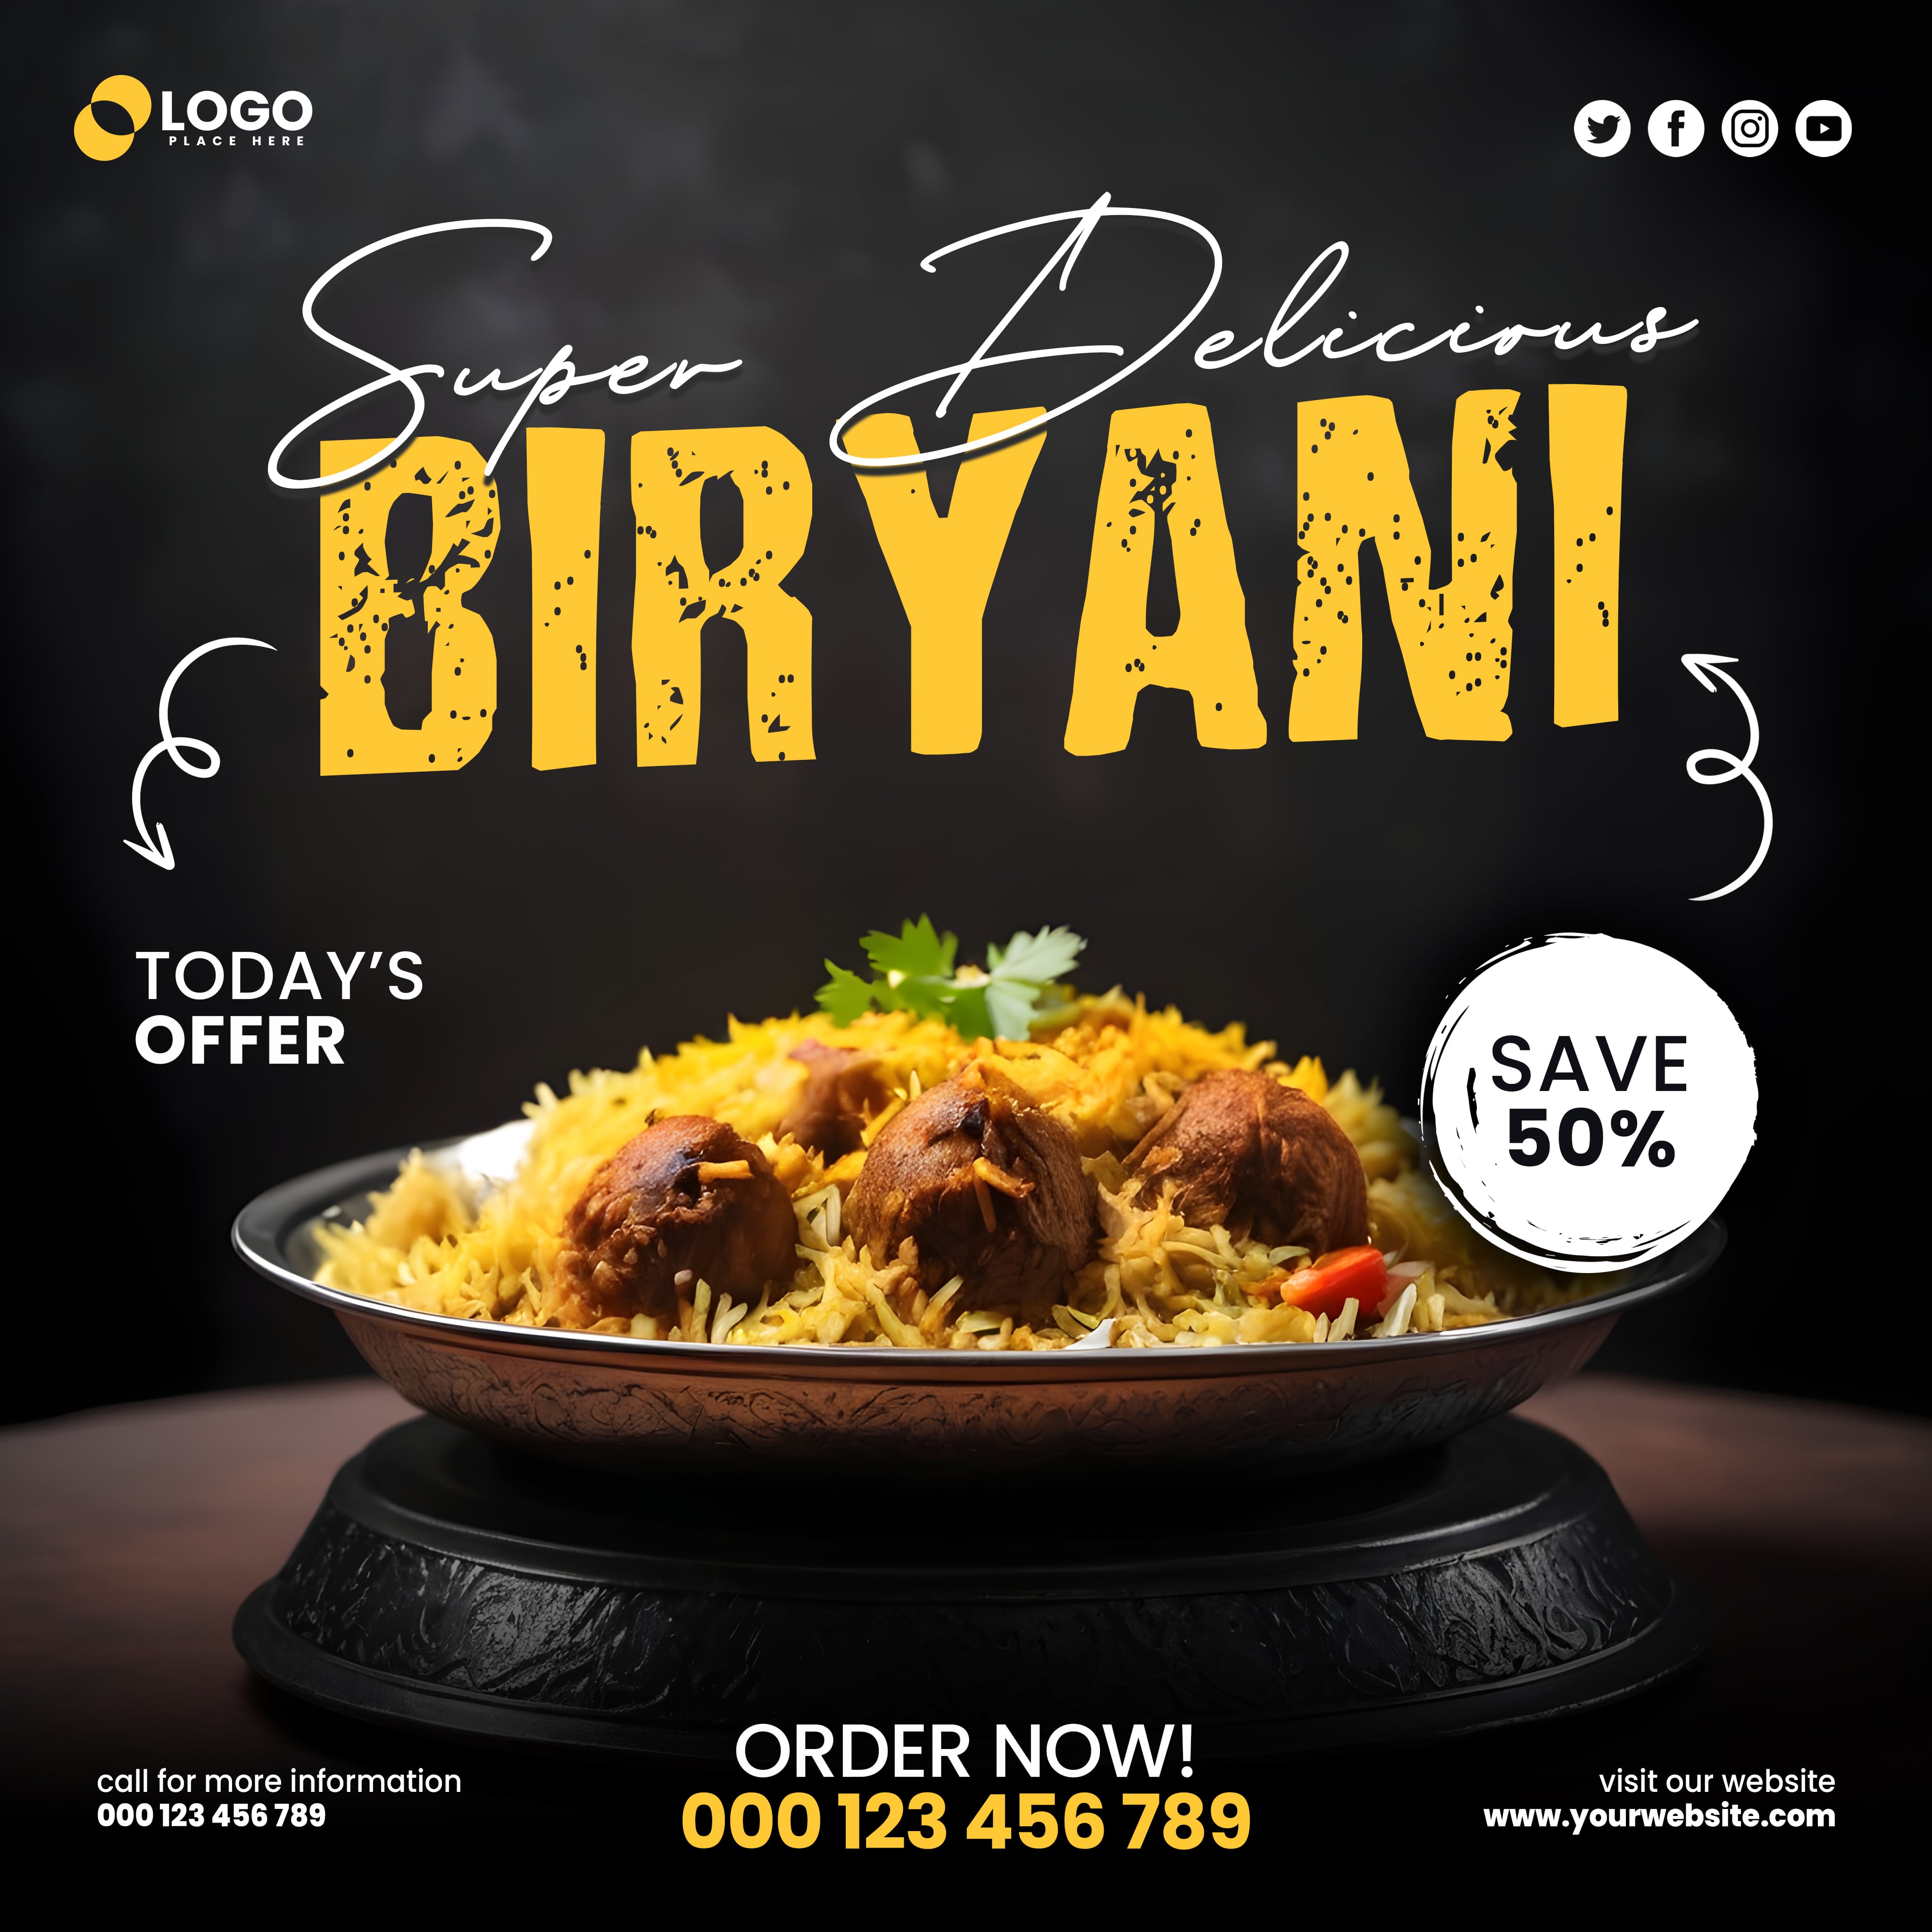 LOGO
PLACE HERE
Super Delicious
BIRYANI
TODAY’S
OFFER
SAVE
50%
ORDER NOW!
000 123 456 789
call for more information
000 123 456 789
visit our website
www.yourwebsite.com